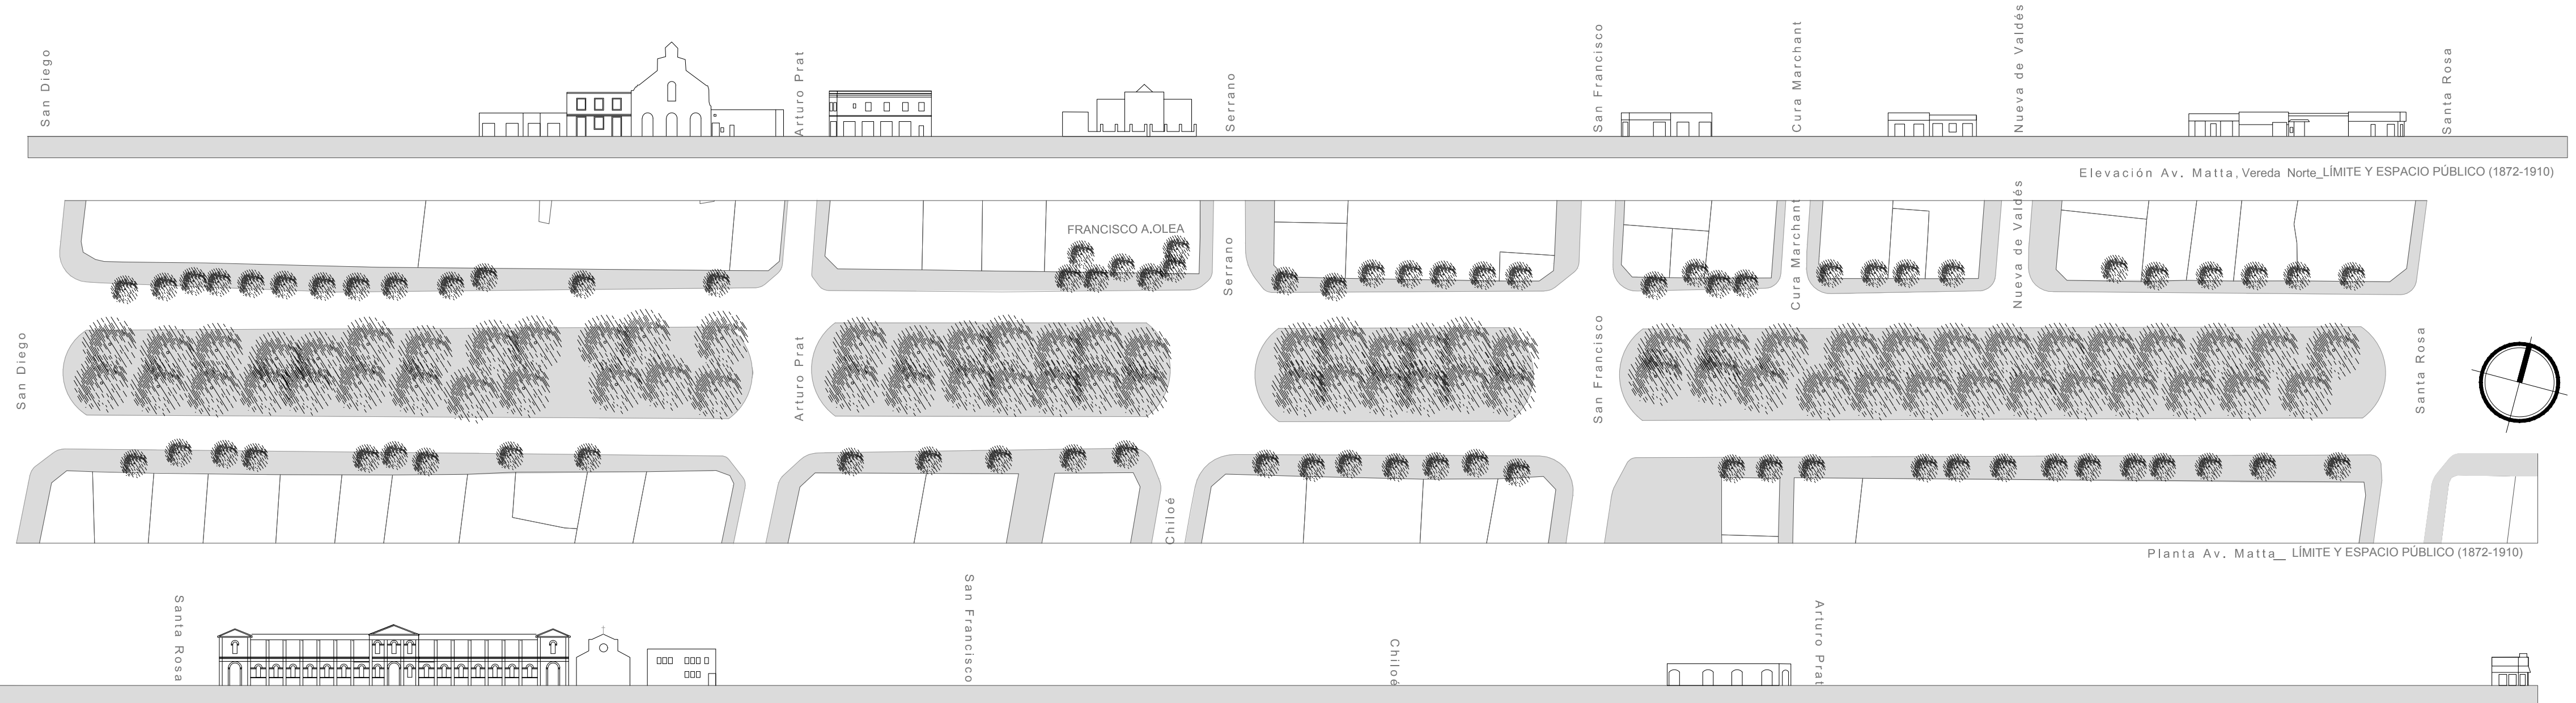 San Diego
Arturo Prat
Serrano
San Francisco
Cura Marchant
Nueva de Valdés
Santa Rosa
Elevación Av. Matta, Vereda Norte_LÍMITE Y ESPACIO PÚBLICO (1872-1910)
FRANCISCO A.OLEA
Serrano
Cura Marchant
Nueva de Valdés
San Diego
Arturo Prat
San Francisco
Santa Rosa
Chiloé
Planta Av. Matta__ LÍMITE Y ESPACIO PÚBLICO (1872-1910)
Santa Rosa
San Francisco
Chiloé
Arturo Prat